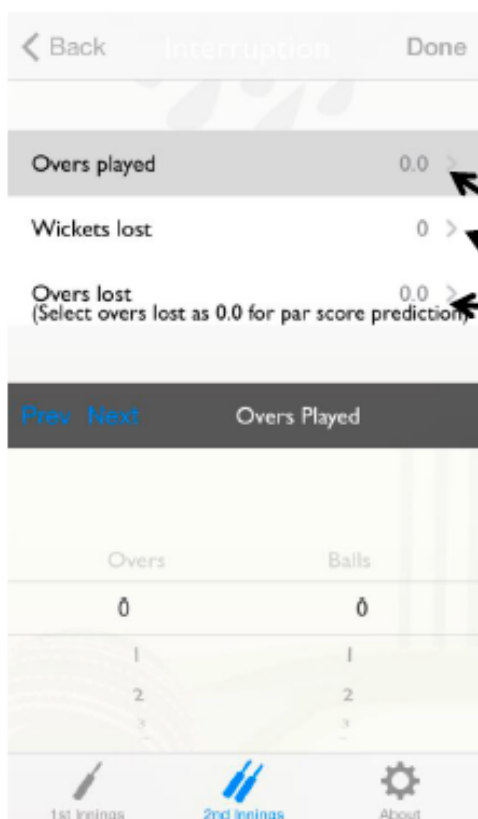 Back Interruption Done
Overs played 0.0
Wickets lost 0
Overs lost 0.0
(Select overs lost as 0.0 for par score prediction)
Prev Next Overs Played
Overs Balls
0 0
1 1
2 2
3 3
1st Innings 2nd Innings About